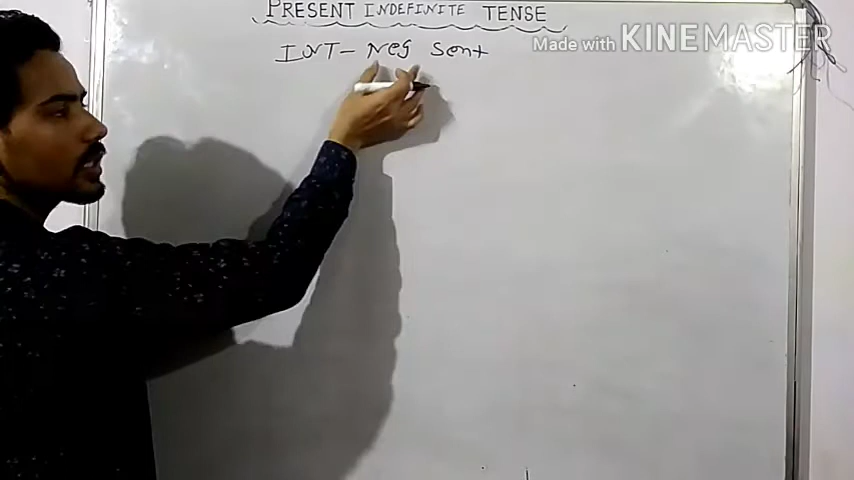 PRESENT INDEFINITE TENSE
INT- Neg Sent
Made with KINEMASTER